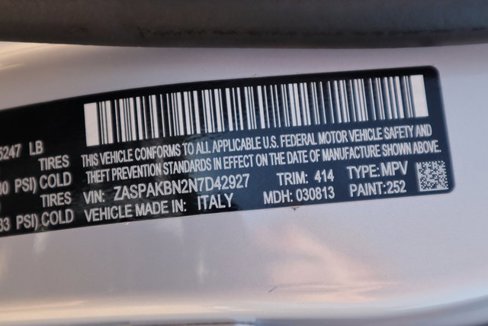 5247 LB
TIRES
PSI) COLD
TIRES
PSI) COLD
THIS VEHICLE CONFORMS TO ALL APPLICABLE U.S. FEDERAL MOTOR VEHICLE SAFETY AND
THEFT PREVENTION STANDARDS IN EFFECT ON THE DATE OF MANUFACTURE SHOWN ABOVE.
VIN: ZASPAKBN2N7D42927 TRIM: 414 TYPE: MPV
VEHICLE MADE IN: ITALY MDH: 030813 PAINT: 252